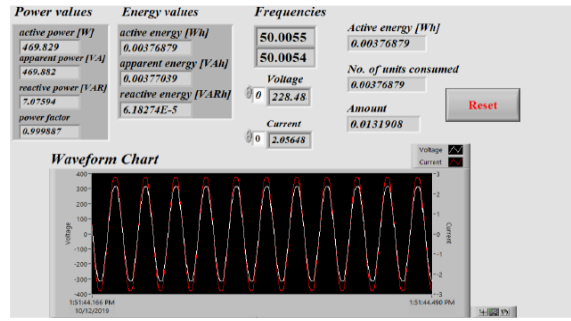 Power values
active power [W]
469.829
apparent power [VA]
469.882
reactive power [VAR]
7.07594
power factor
0.999887
Energy values
active energy [Wh]
0.00376879
apparent energy [VAh]
0.00377039
reactive energy [VARh]
6.18274E-5
Frequencies
50.0055
50.0054
Voltage
0 228.48
Current
0 2.05648
Active energy [Wh]
0.00376879
No. of units consumed
0.00376879
Amount
0.0131908
Reset
Waveform Chart
Voltage
Current
400
300
200
100
0
-100
-200
-300
-400
Voltage
3
2
1
0
-1
-2
-3
Current
1:51:44.166 PM
10/12/2019
1:51:44.490 PM